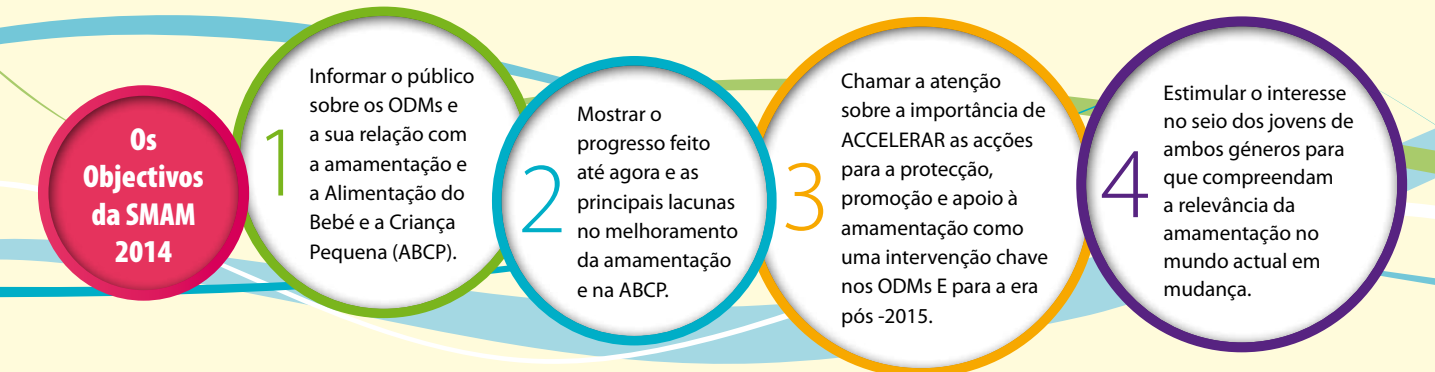 Os
Objectivos
da SMAM
2014
1
Informar o público
sobre os ODMs e
a sua relação com
a amamentação e
a Alimentação do
Bebé e a Criança
Pequena (ABCP).
2
Mostrar o
progresso feito
até agora e as
principais lacunas
no melhoramento
da amamentação
e na ABCP.
3
Chamar a atenção
sobre a importância de
ACCELERAR as acções
para a protecção,
promoção e apoio à
amamentação como
uma intervenção chave
nos ODMs E para a era
pós -2015.
4
Estimular o interesse
no seio dos jovens de
ambos géneros para
que compreendam
a relevância da
amamentação no
mundo actual em
mudança.